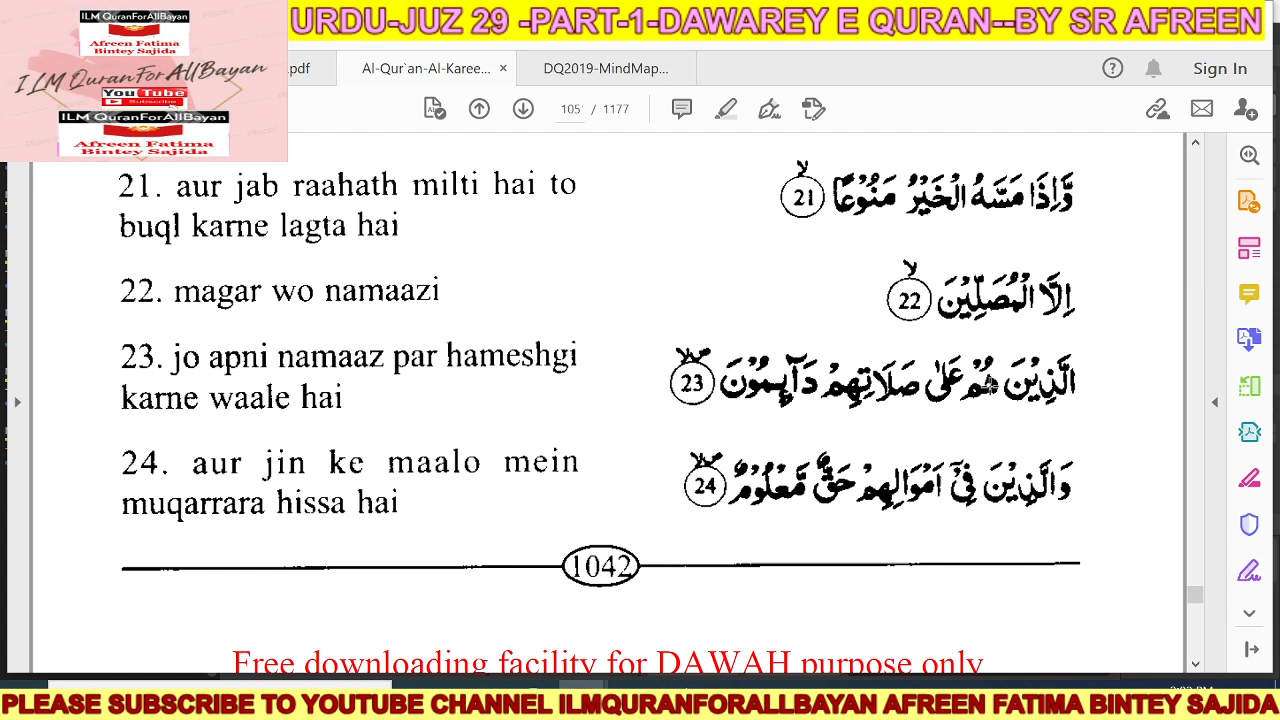 URDU-JUZ 29 -PART-1-DAWAREY E QURAN--BY SR AFREEN
ILM QuranForAllBayan
Afreen Fatima
Bintey Sajida
ILM QuranForAllBayan
YouTube
Subscribe
ILM QuranForAllBayan
Afreen Fatima
Bintey Sajida
.pdf
Al-Qur`an-Al-Karee...
DQ2019-MindMap...
Sign In
105 / 1177
21. aur jab raahath milti hai to
buql karne lagta hai
وَّاِذَا مَسَّهُ الْخَيْرُ مَنُوْعًا 21 ۙ
22. magar wo namaazi
اِلَّا الْمُصَلِّيْنَ 22 ۙ
23. jo apni namaaz par hameshgi
karne waale hai
الَّذِيْنَ هُمْ عَلٰى صَلَاتِهِمْ دَآىِٕمُوْنَ 23
24. aur jin ke maalo mein
muqarrara hissa hai
وَالَّذِيْنَ فِيْٓ اَمْوَالِهِمْ حَقٌّ مَّعْلُوْمٌ 24
1042
Free downloading facility for DAWAH purpose only
PLEASE SUBSCRIBE TO YOUTUBE CHANNEL ILMQURANFORALLBAYAN AFREEN FATIMA BINTEY SAJIDA